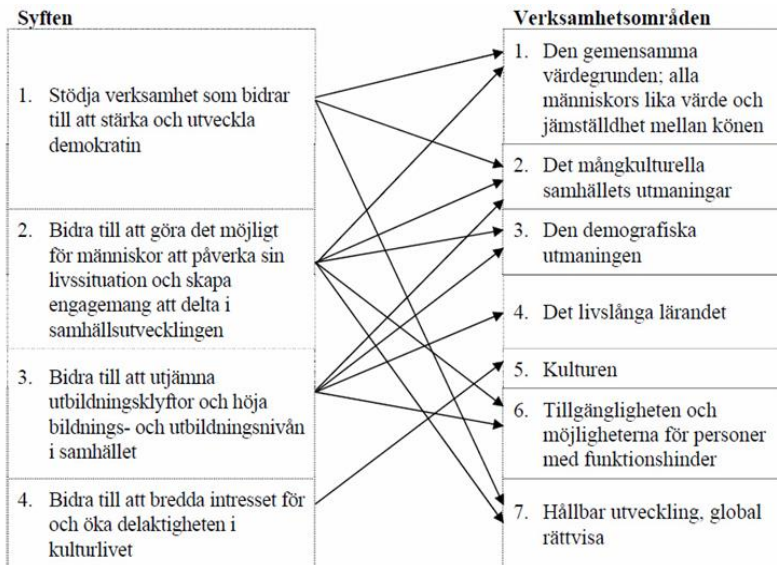 Syften
1. Stödja verksamhet som bidrar
till att stärka och utveckla
demokratin
2. Bidra till att göra det möjligt
för människor att påverka sin
livssituation och skapa
engagemang att delta i
samhällsutvecklingen
3. Bidra till att utjämna
utbildningsklyftor och höja
bildnings- och utbildningsnivån
i samhället
4. Bidra till att bredda intresset för
och öka delaktigheten i
kulturlivet
Verksamhetsområden
1. Den gemensamma
värdegrunden; alla
människors lika värde och
jämställdhet mellan könen
2. Det mångkulturella
samhällets utmaningar
3. Den demografiska
utmaningen
4. Det livslånga lärandet
5. Kulturen
6. Tillgängligheten och
möjligheterna för personer
med funktionshinder
7. Hållbar utveckling, global
rättvisa